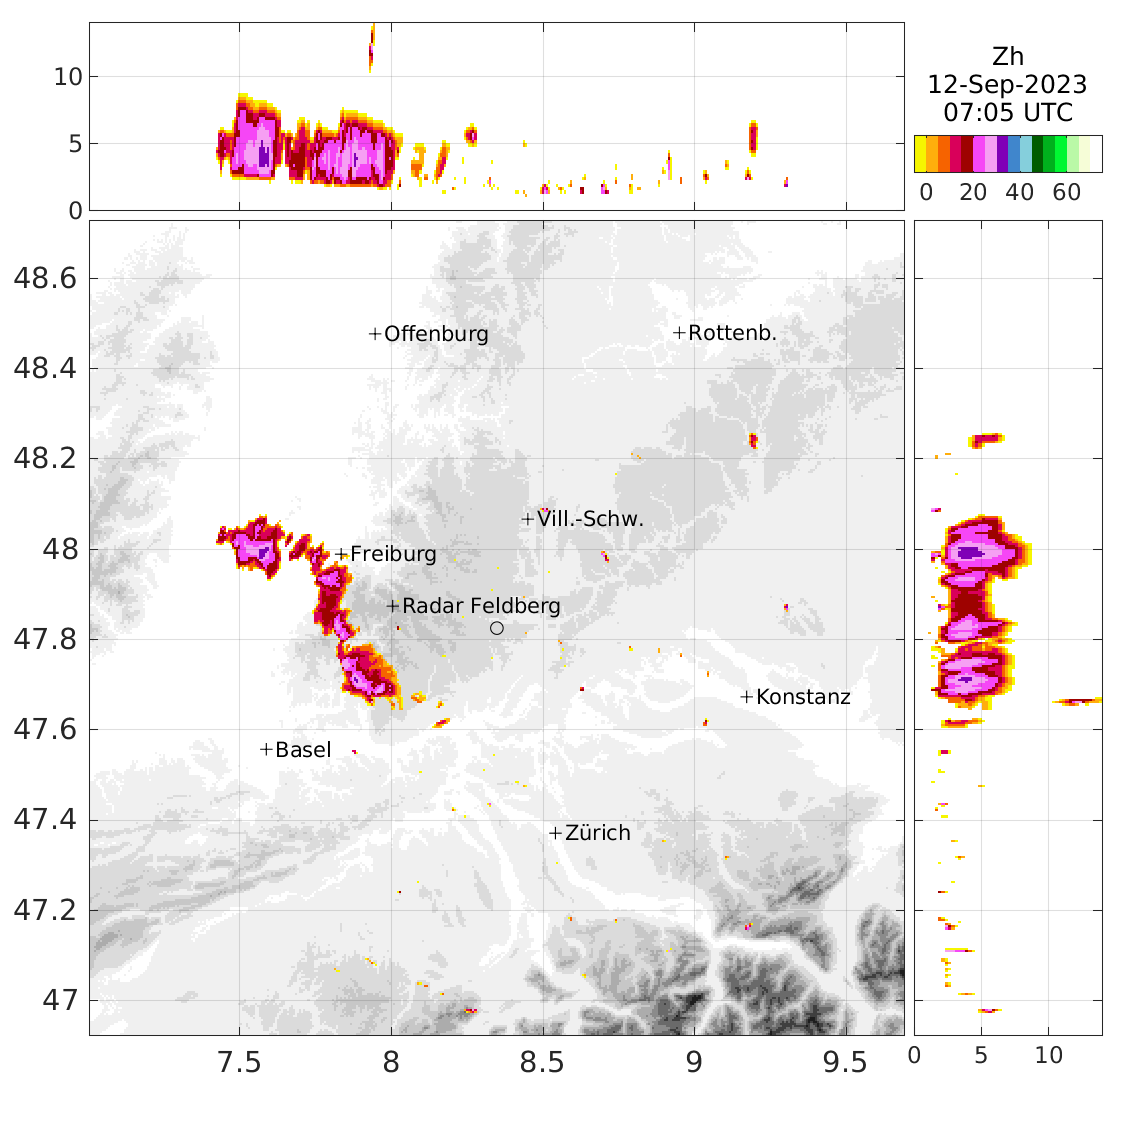 Zh
12-Sep-2023
07:05 UTC
0 20 40 60
10
5
0
48.6
48.4
48.2
48
47.8
47.6
47.4
47.2
47
Offenburg
Rottenb.
Vill.-Schw.
Freiburg
Radar Feldberg
Konstanz
Basel
Zürich
7.5 8 8.5 9 9.5
0 5 10